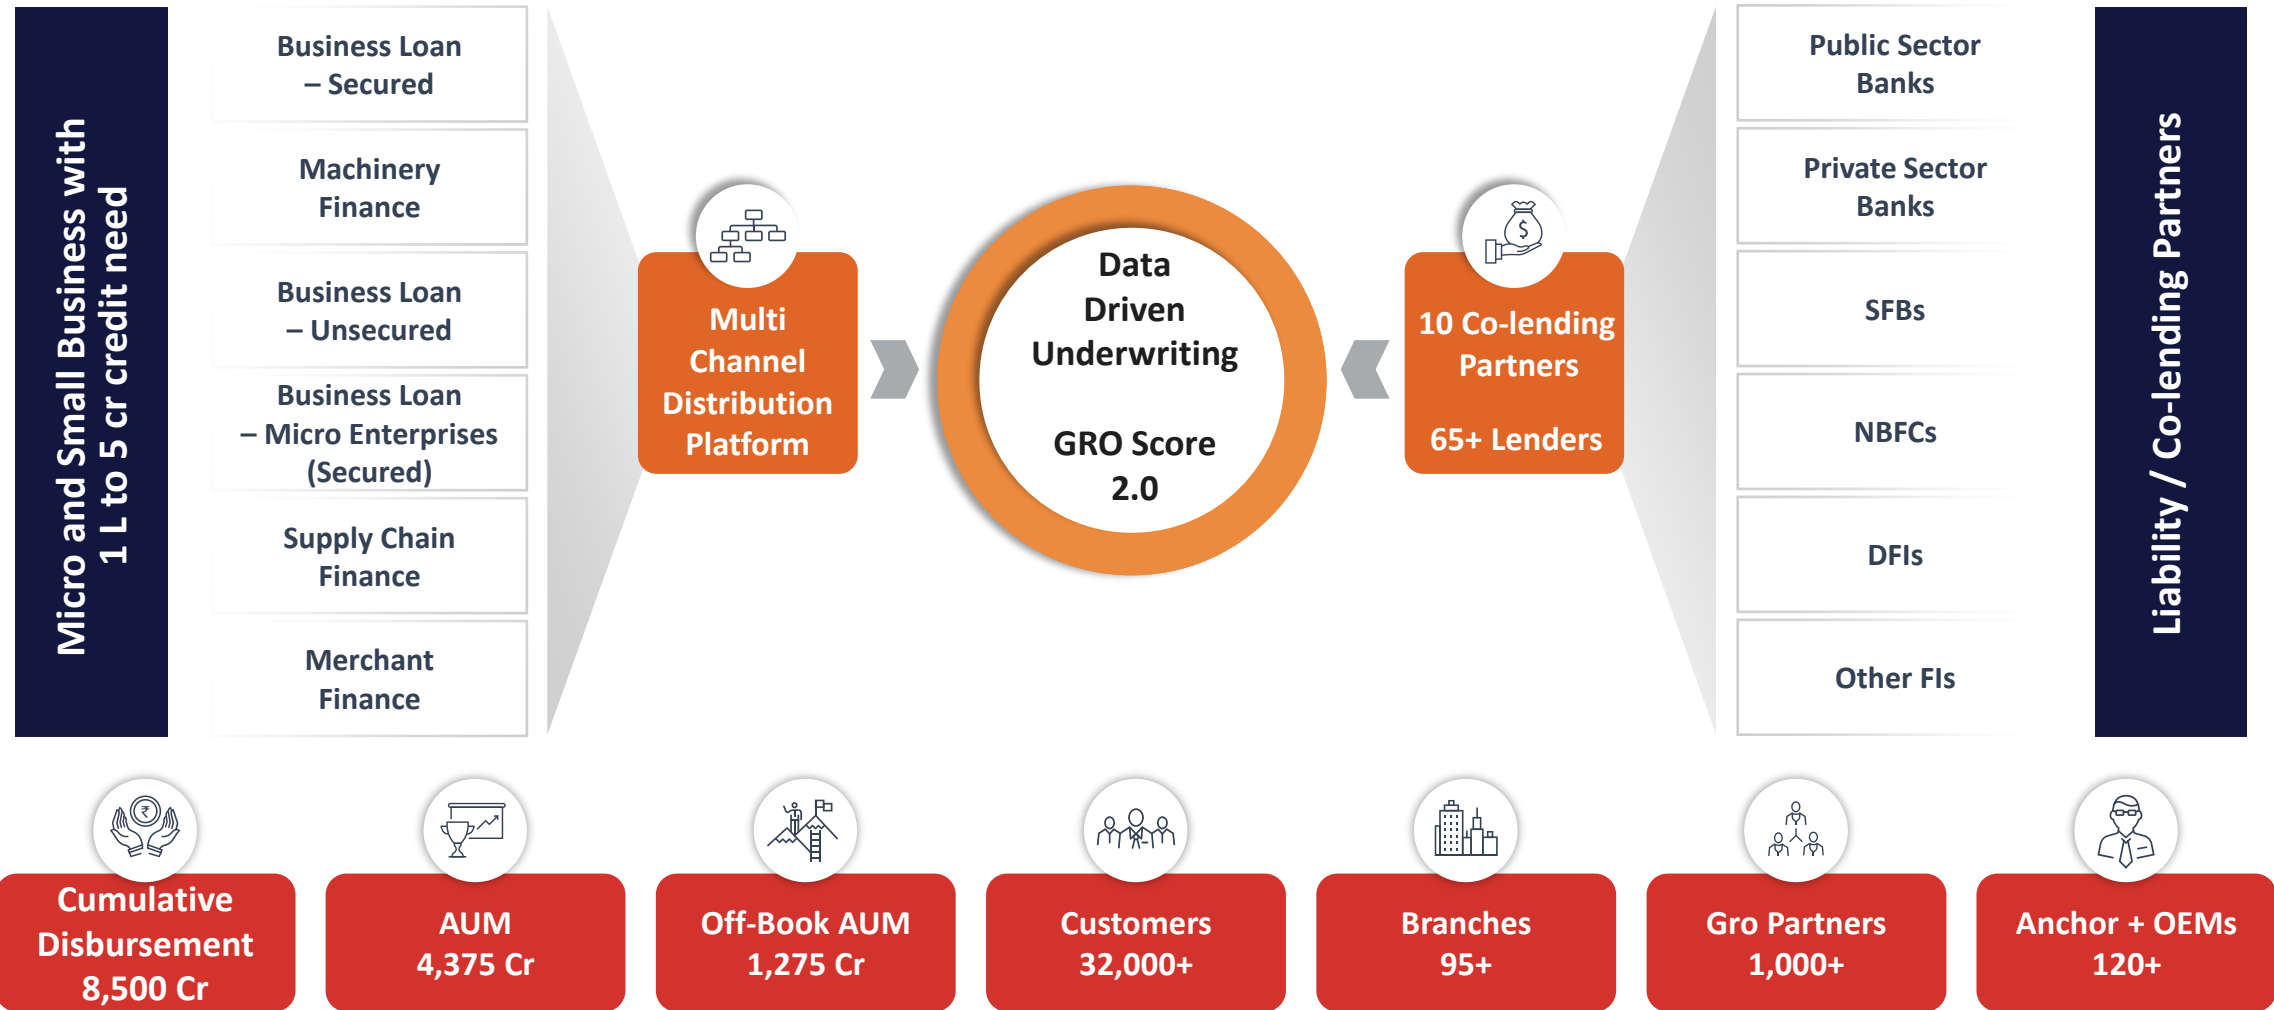 Micro and Small Business with
1 L to 5 cr credit need
Business Loan
– Secured
Machinery
Finance
Business Loan
– Unsecured
Business Loan
– Micro Enterprises
(Secured)
Supply Chain
Finance
Merchant
Finance
Multi
Channel
Distribution
Platform
Data
Driven
Underwriting
GRO Score
2.0
$
10 Co-lending
Partners
65+ Lenders
Public Sector
Banks
Private Sector
Banks
SFBs
NBFCs
DFIs
Other FIs
Liability / Co-lending Partners
₹
Cumulative
Disbursement
8,500 Cr
AUM
4,375 Cr
Off-Book AUM
1,275 Cr
Customers
32,000+
Branches
95+
Gro Partners
1,000+
Anchor + OEMs
120+